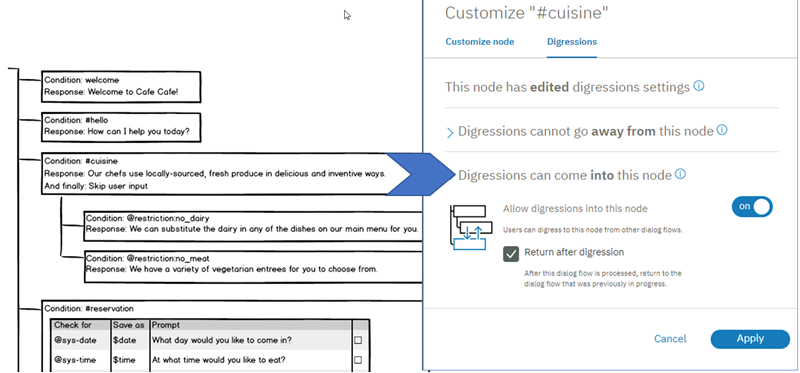 Condition: welcome
Response: Welcome to Cafe Cafe!
Condition: #hello
Response: How can I help you today?
Condition: #cuisine
Response: Our chefs use locally-sourced, fresh produce in delicious and inventive ways.
And finally: Skip user input
Condition: @restriction:no_dairy
Response: We can substitute the dairy in any of the dishes on our main menu for you.
Condition: @restriction:no_meat
Response: We have a variety of vegetarian entrees for you to choose from.
Condition: #reservation
Check for Save as Prompt
@sys-date $date What day would you like to come in?
@sys-time $time At what time would you like to eat?
Customize "#cuisine"
Customize node Digressions
This node has edited digressions settings
Digressions cannot go away from this node
Digressions can come into this node
Allow digressions into this node
on
Users can digress to this node from other dialog flows.
Return after digression
After this dialog flow is processed, return to the
dialog flow that was previously in progress.
Cancel Apply